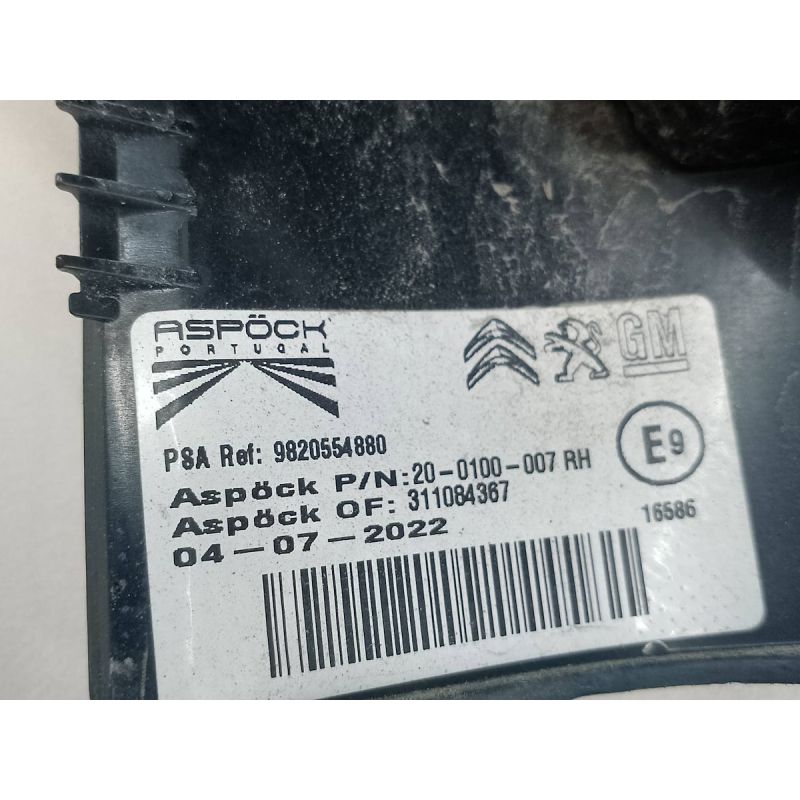 ASPÖCK
PORTUGAL
GM
PSA Ref: 9820554880
E9
Aspöck P/N:20-0100-007 RH
Aspöck OF: 311084367
16586
04-07-2022